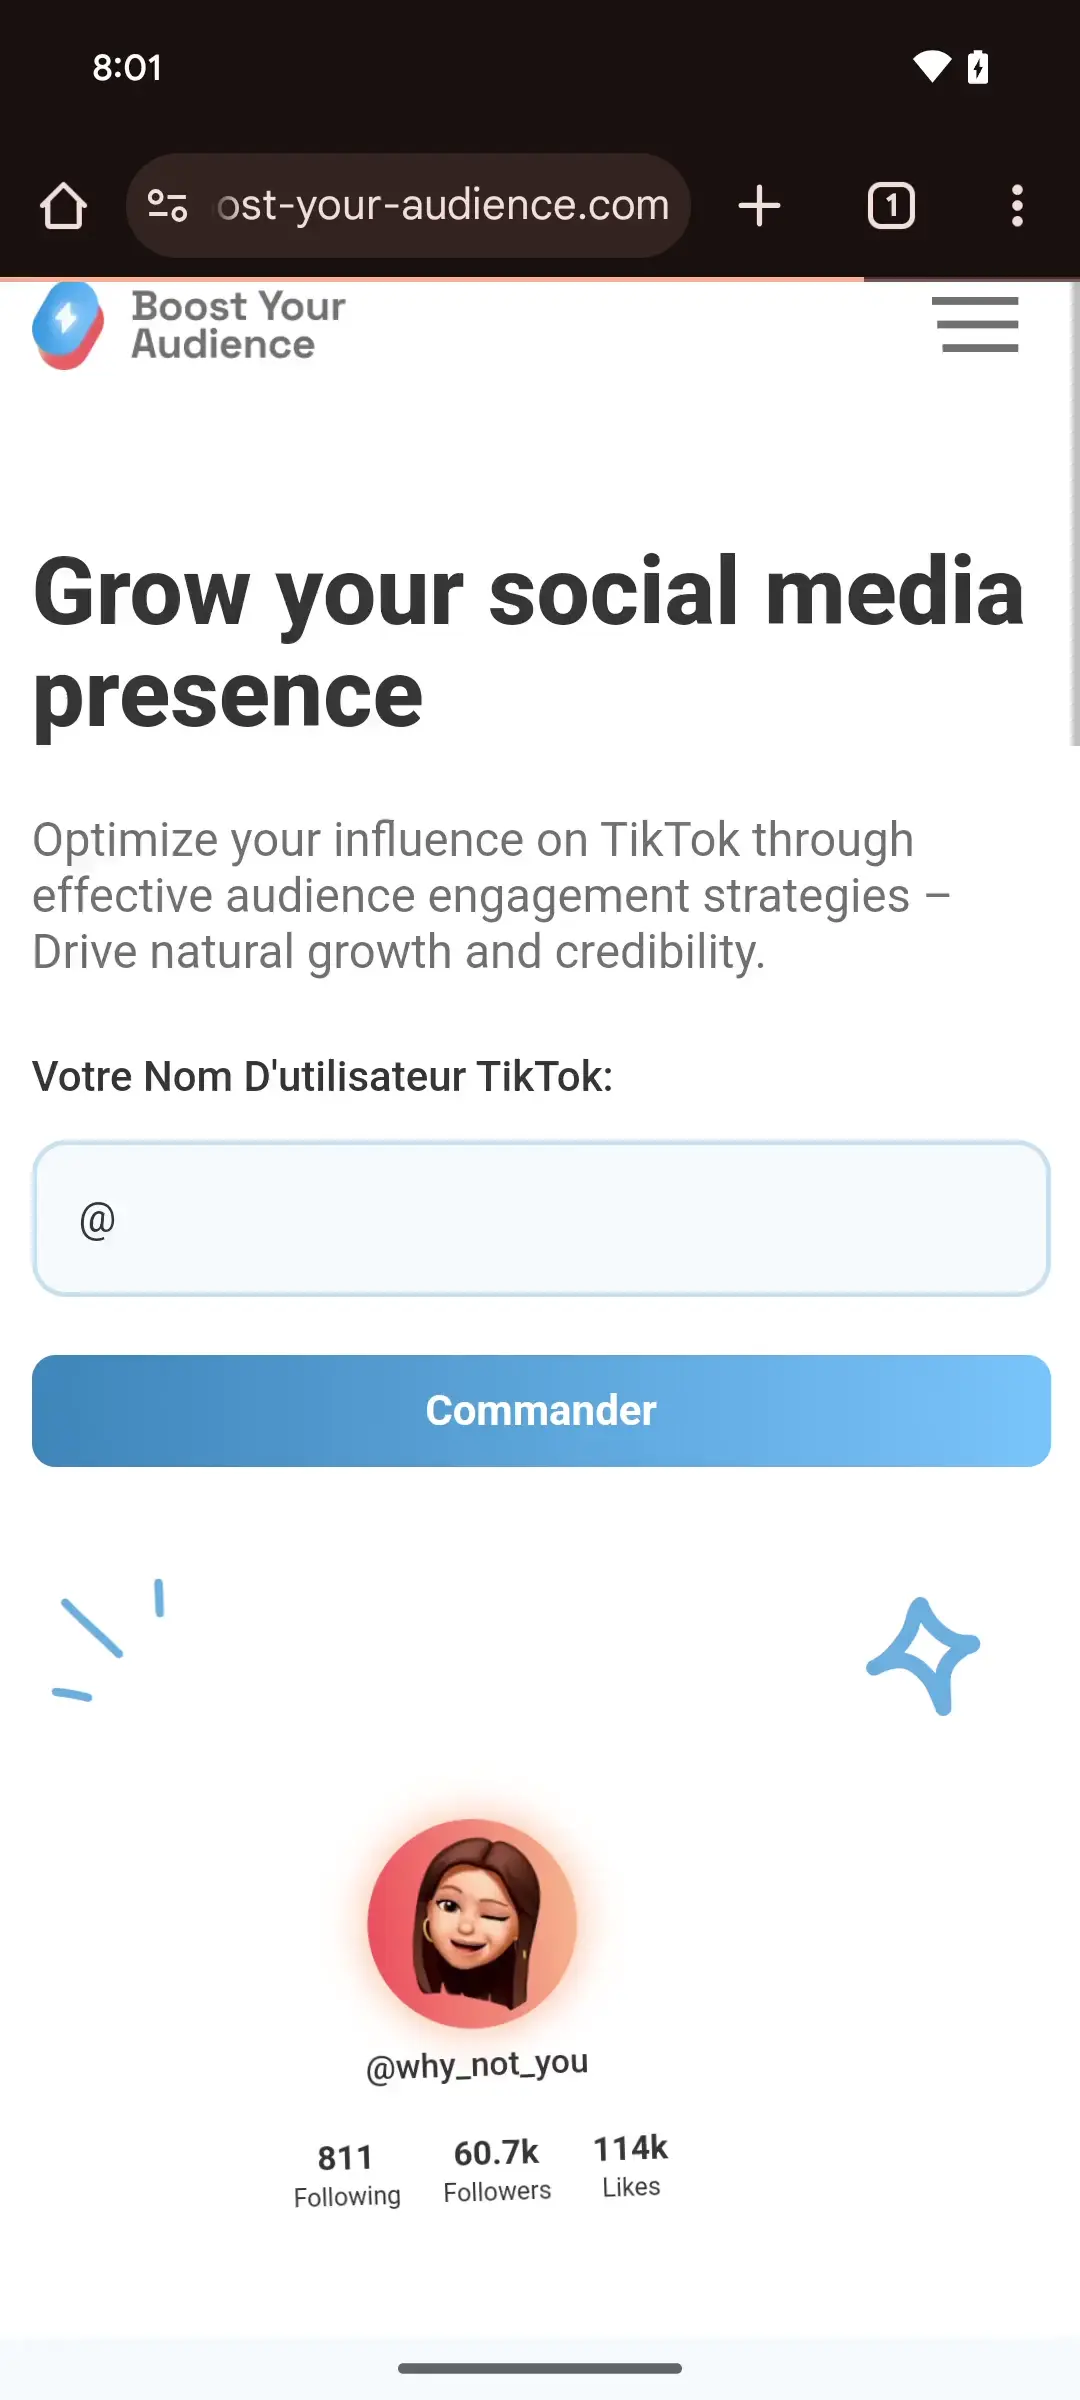 8:01
ost-your-audience.com
1
Boost Your
Audience
Grow your social media
presence
Optimize your influence on TikTok through
effective audience engagement strategies –
Drive natural growth and credibility.
Votre Nom D'utilisateur TikTok:
@
Commander
@why_not_you
811 60.7k 114k
Following Followers Likes